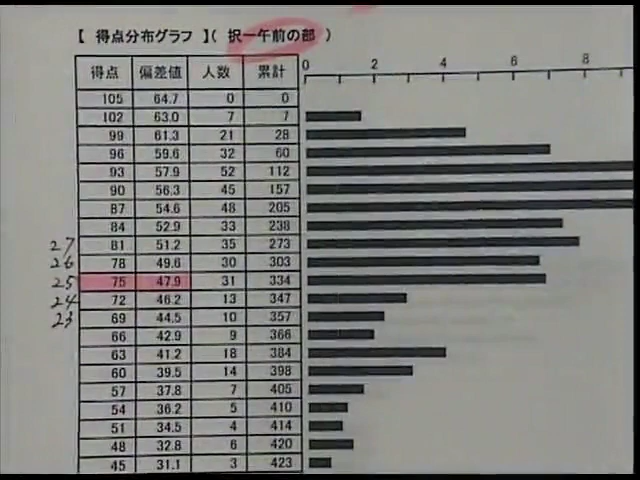 【 得点分布グラフ 】( 択一午前の部 )
得点 偏差値 人数 累計 0 2 4 6 8
105 64.7 0 0
102 63.0 7 7
99 61.3 21 28
96 59.6 32 60
93 57.9 52 112
90 56.3 45 157
87 54.6 48 205
84 52.9 33 238
27 81 51.2 35 273
26 78 49.6 30 303
25 75 47.9 31 334
24 72 46.2 13 347
23 69 44.5 10 357
66 42.9 9 366
63 41.2 18 384
60 39.5 14 398
57 37.8 7 405
54 36.2 5 410
51 34.5 4 414
48 32.8 6 420
45 31.1 3 423